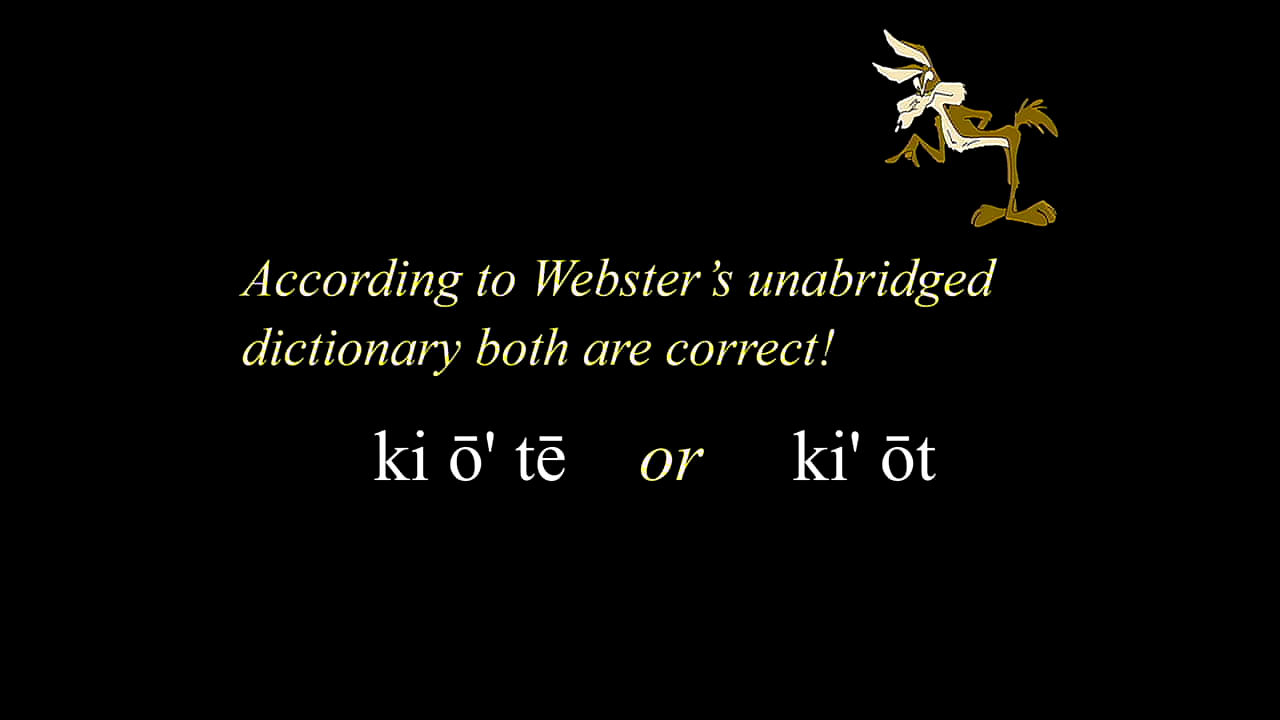 According to Webster’s unabridged
dictionary both are correct!
ki ō' tē or ki' ōt